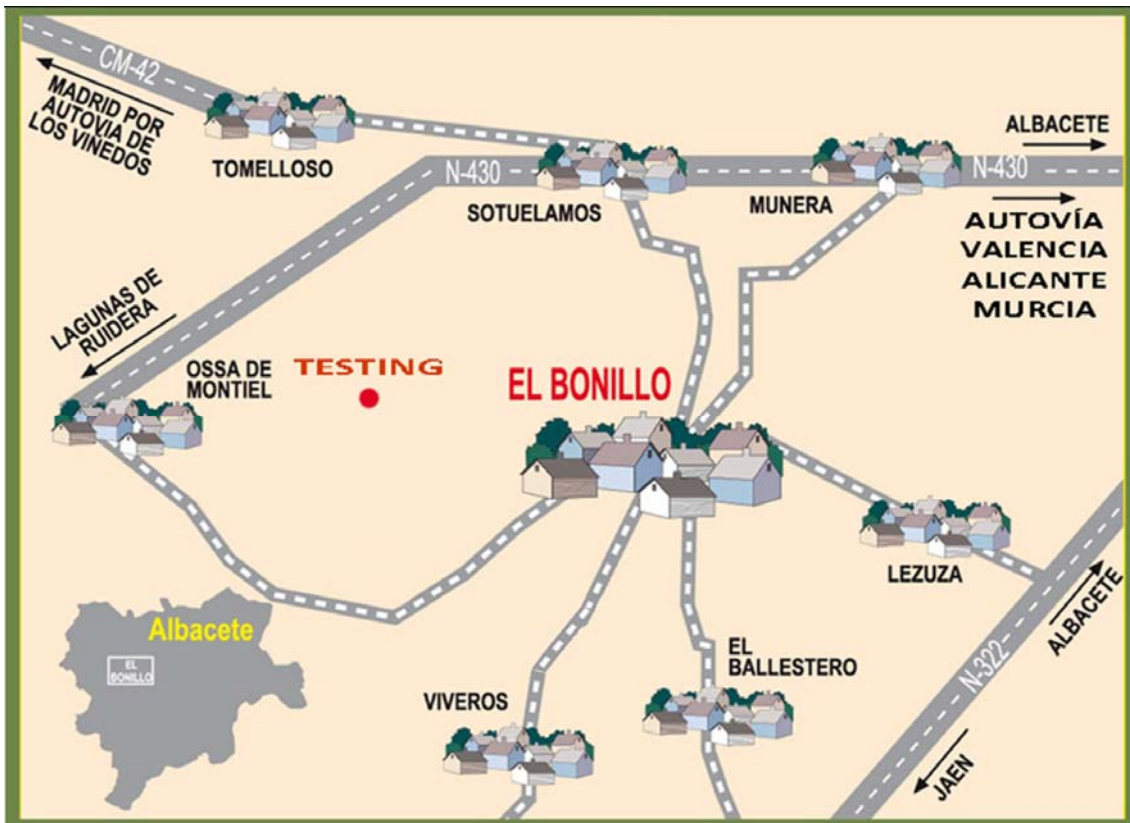 CM-42
MADRID POR
AUTOVIA DE
LOS VIÑEDOS
TOMELLOSO
ALBACETE
N-430
N-430
SOTUELAMOS
MUNERA
AUTOVÍA
VALENCIA
ALICANTE
MURCIA
LAGUNAS DE
RUIDERA
OSSA DE
MONTIEL
TESTING
EL BONILLO
LEZUZA
ALBACETE
Albacete
EL
BONILLO
EL
BALLESTERO
VIVEROS
N-322
JAEN